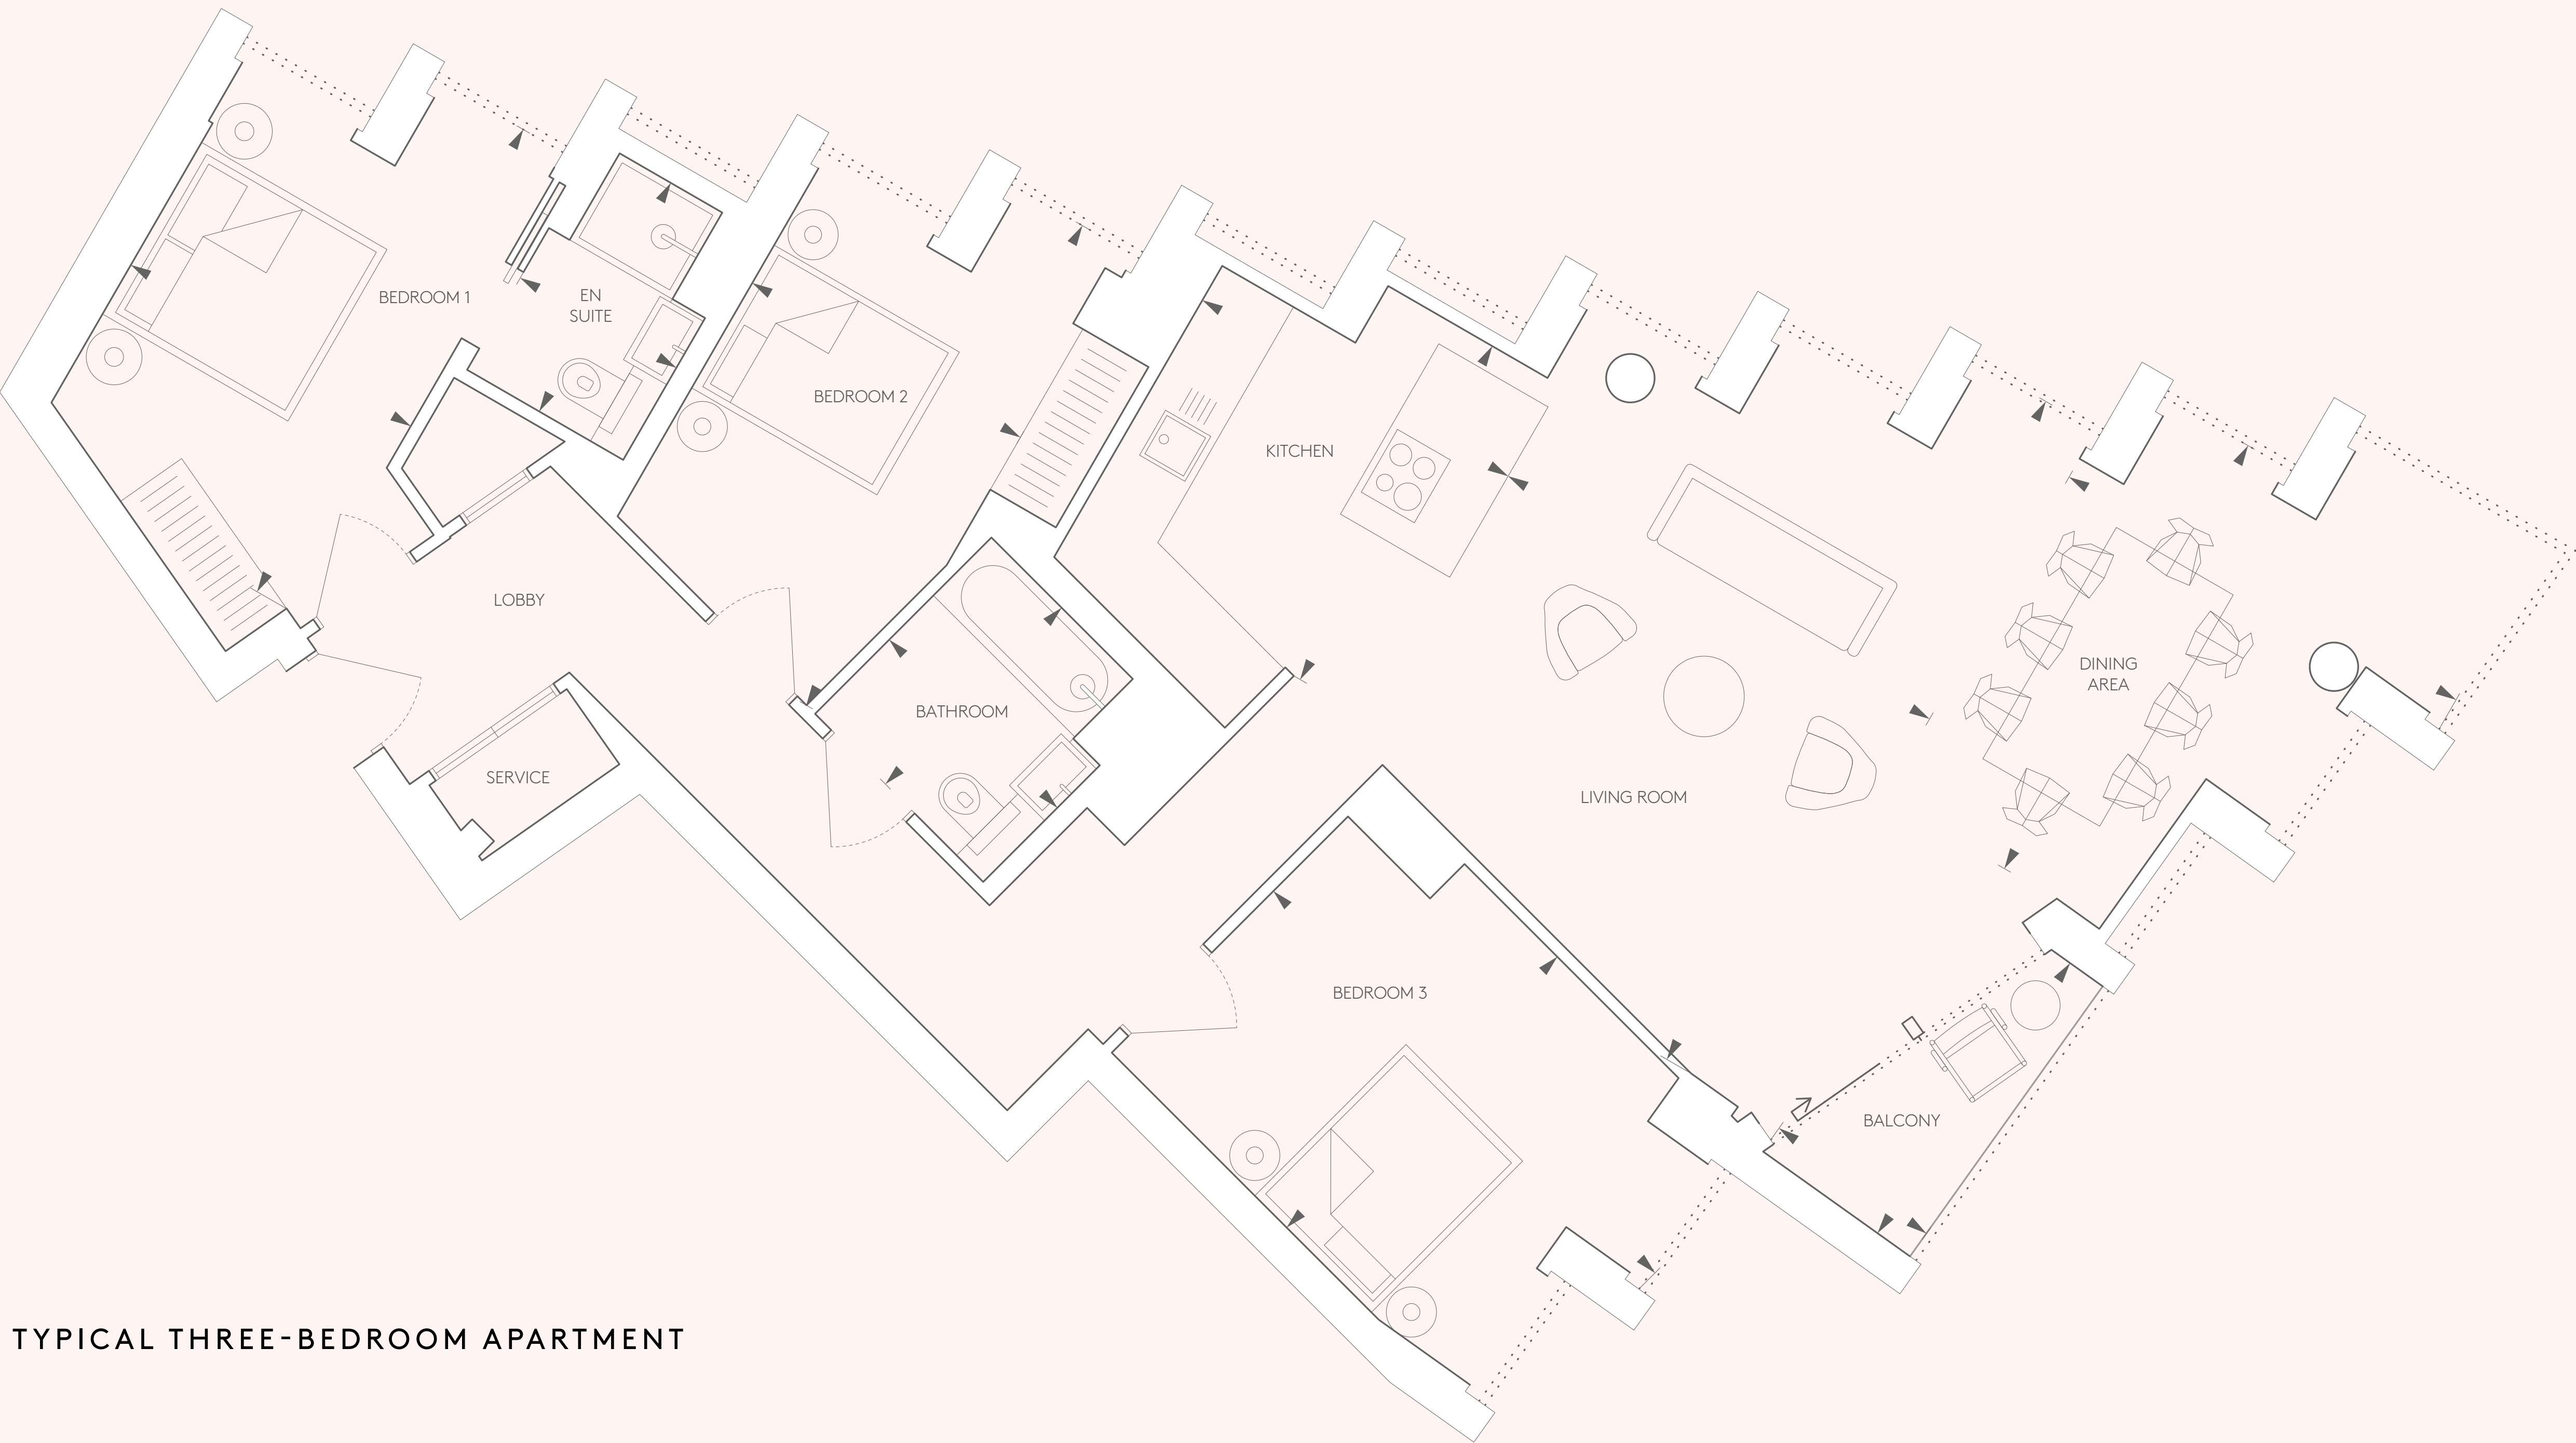 BEDROOM 1
EN
SUITE
BEDROOM 2
KITCHEN
LOBBY
DINING
AREA
BATHROOM
SERVICE
LIVING ROOM
BEDROOM 3
BALCONY
TYPICAL THREE-BEDROOM APARTMENT